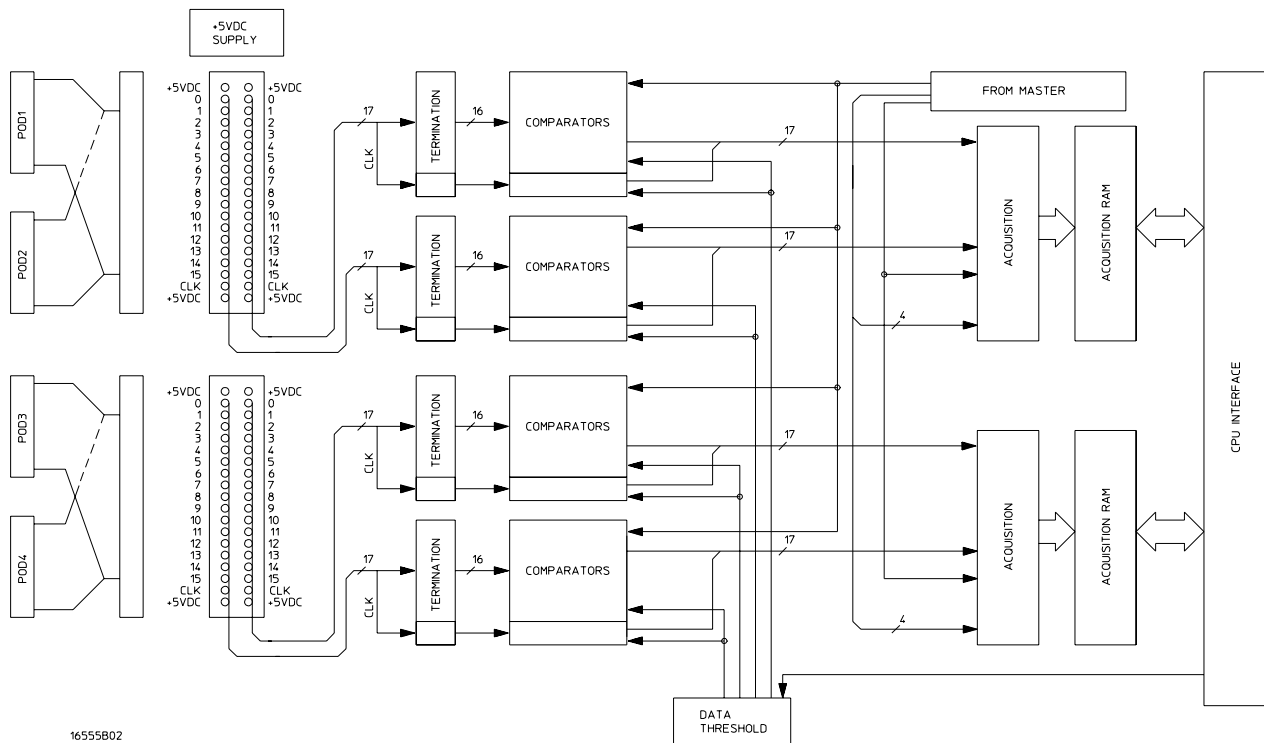 +5VDC
SUPPLY
POD1
POD2
+5VDC +5VDC
0 0
1 1
2 2
3 3
4 4
5 5
6 6
7 7
8 8
9 9
10 10
11 11
12 12
13 13
14 14
15 15
CLK CLK
+5VDC +5VDC
17
CLK
TERMINATION
16
COMPARATORS
17
17
CLK
TERMINATION
16
COMPARATORS
17
FROM MASTER
4
ACQUISITION
ACQUISITION RAM
CPU INTERFACE
POD3
POD4
+5VDC +5VDC
0 0
1 1
2 2
3 3
4 4
5 5
6 6
7 7
8 8
9 9
10 10
11 11
12 12
13 13
14 14
15 15
CLK CLK
+5VDC +5VDC
17
CLK
TERMINATION
16
COMPARATORS
17
17
CLK
TERMINATION
16
COMPARATORS
17
4
ACQUISITION
ACQUISITION RAM
DATA
THRESHOLD
16555B02